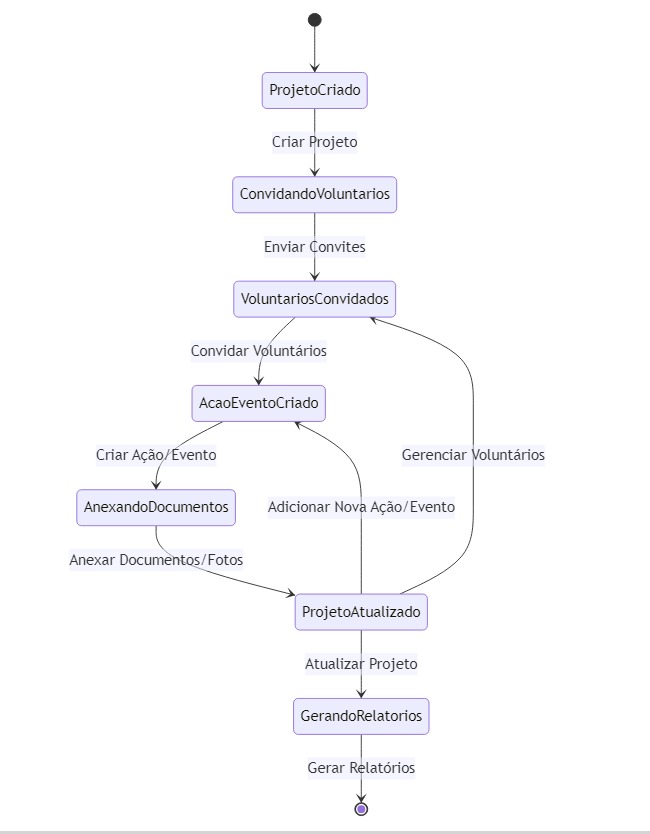 ProjetoCriado
Criar Projeto
ConvidandoVoluntarios
Enviar Convites
VoluntariosConvidados
Convidar Voluntários
AcaoEventoCriado
Criar Ação/Evento
Gerenciar Voluntários
AnexandoDocumentos
Adicionar Nova Ação/Evento
Anexar Documentos/Fotos
ProjetoAtualizado
Atualizar Projeto
GerandoRelatorios
Gerar Relatórios